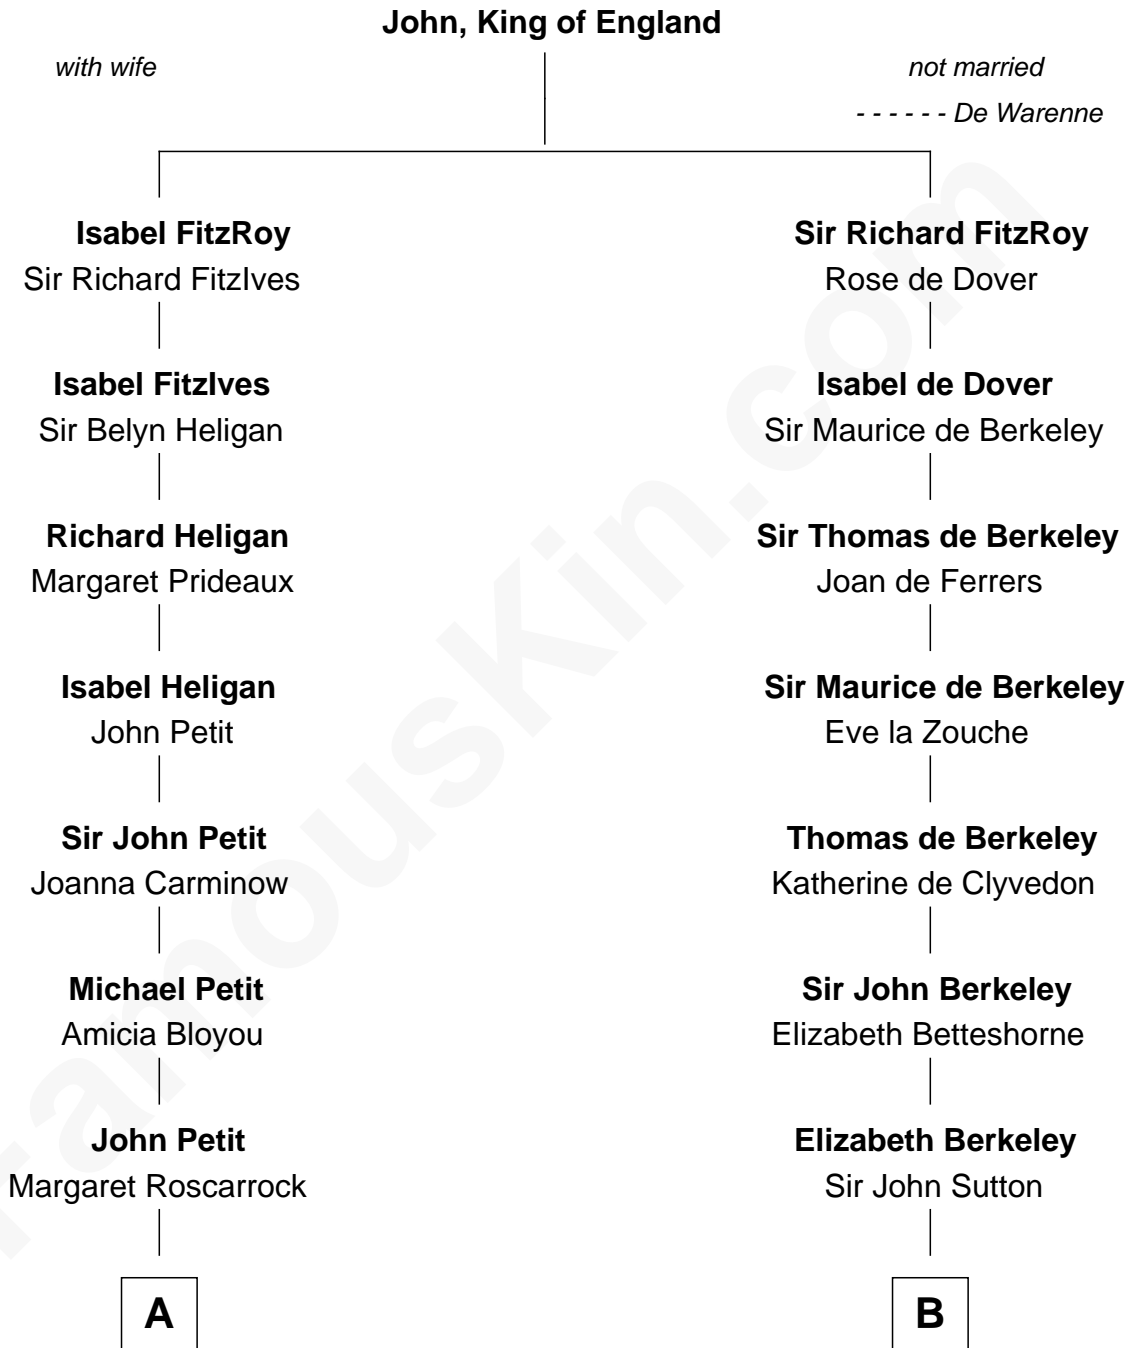 John, King of England
with wife
not married
- - - - - - De Warenne
Isabel FitzRoy
Sir Richard FitzIves
Sir Richard FitzRoy
Rose de Dover
Isabel FitzIves
Sir Belyn Heligan
Isabel de Dover
Sir Maurice de Berkeley
Richard Heligan
Margaret Prideaux
Sir Thomas de Berkeley
Joan de Ferrers
Isabel Heligan
John Petit
Sir Maurice de Berkeley
Eve la Zouche
Sir John Petit
Joanna Carminow
Thomas de Berkeley
Katherine de Clyvedon
Michael Petit
Amicia Bloyou
Sir John Berkeley
Elizabeth Betteshorne
John Petit
Margaret Roscarrock
Elizabeth Berkeley
Sir John Sutton
A
B
FamousKin.com